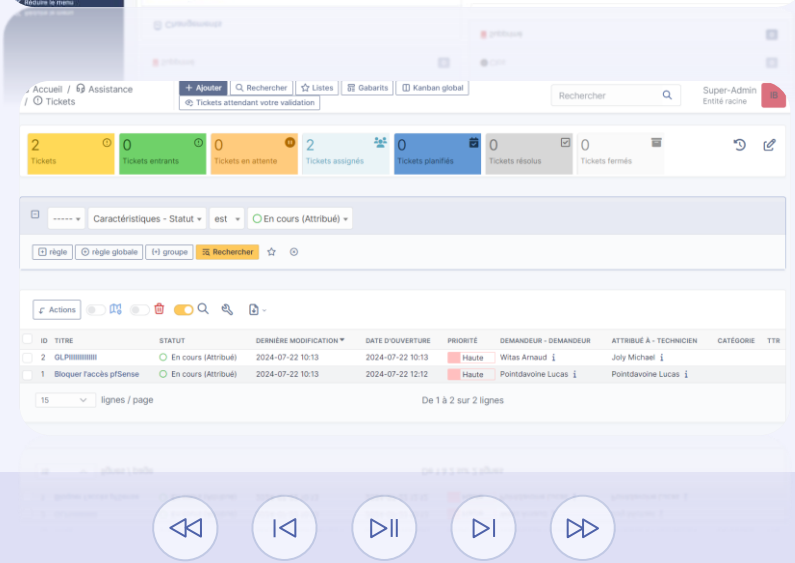 Réduire le menu
Accueil / Assistance
/ Tickets
+ Ajouter Rechercher Listes Gabarits Kanban global
Tickets attendant votre validation
Rechercher
Super-Admin
Entité racine
2
Tickets
0
Tickets entrants
0
Tickets en attente
2
Tickets assignés
0
Tickets planifiés
0
Tickets résolus
0
Tickets fermés
----- Caractéristiques - Statut est En cours (Attribué)
règle règle globale (+) groupe Rechercher
Actions
ID TITRE STATUT DERNIÈRE MODIFICATION DATE D'OUVERTURE PRIORITÉ DEMANDEUR - DEMANDEUR ATTRIBUÉ À - TECHNICIEN CATÉGORIE TTR
2 En cours (Attribué) 2024-07-22 10:13 2024-07-22 10:13 Haute Witas Arnaud i Joly Michael i
1 Bloquer l'accès pfSense En cours (Attribué) 2024-07-22 10:13 2024-07-22 12:12 Haute Pointdavoine Lucas i Pointdavoine Lucas i
15 lignes / page De 1 à 2 sur 2 lignes